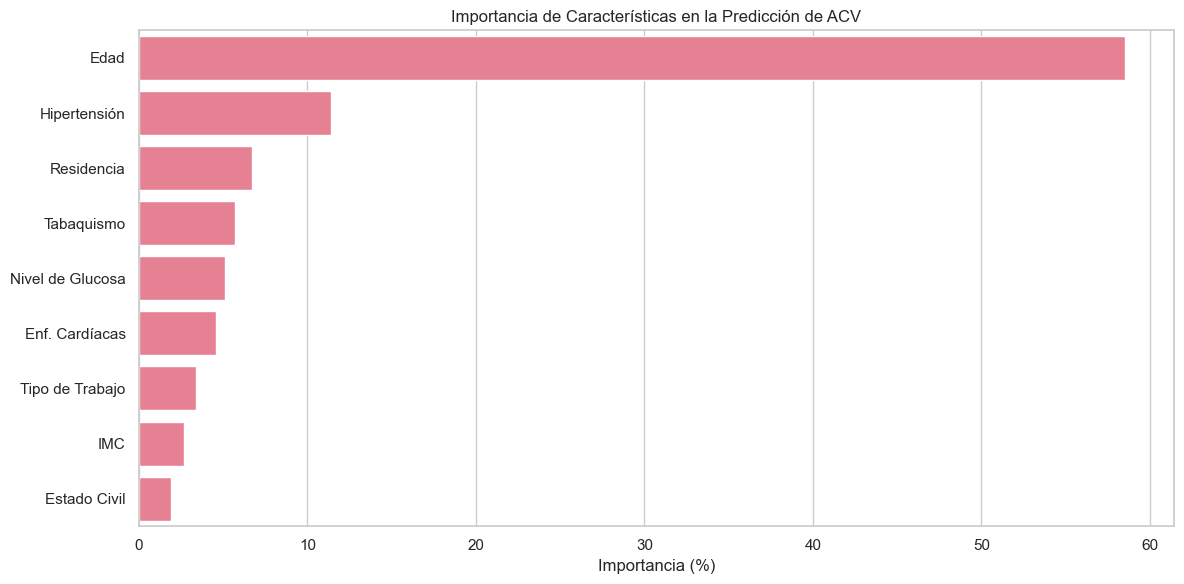 Importancia de Características en la Predicción de ACV
Edad
Hipertensión
Residencia
Tabaquismo
Nivel de Glucosa
Enf. Cardíacas
Tipo de Trabajo
IMC
Estado Civil
0 10 20 30 40 50 60
Importancia (%)